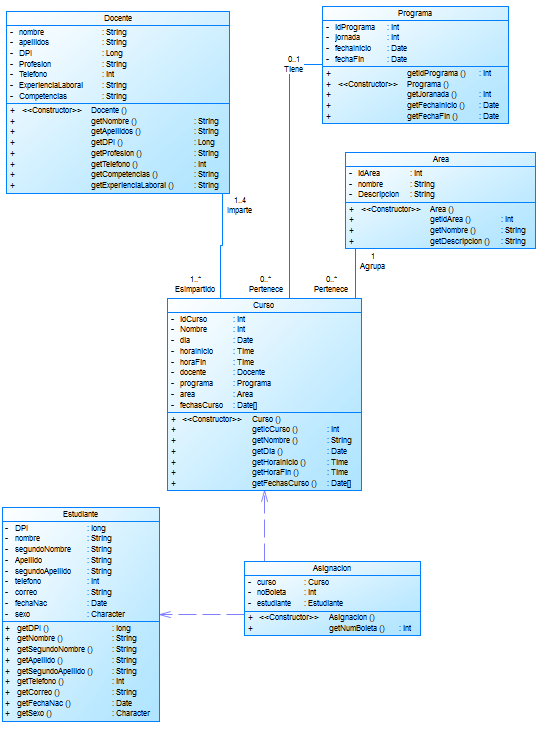 Docente
- nombre : String
- apellidos : String
- DPI : Long
- Profesion : String
- Telefono : Int
- ExperienciaLaboral : String
- Competencias : String
+ <<Constructor>> Docente ()
+ getNombre () : String
+ getApellidos () : String
+ getDPI () : Long
+ getProfesion () : String
+ getTelefono () : Int
+ getCompetencias () : String
+ getExperienciaLaboral () : String
Programa
- idPrograma : Int
- jornada : Int
- fechaInicio : Date
- fechaFin : Date
+ getidPrograma () : Int
+ <<Constructor>> Programa ()
+ getJoranada () : Int
+ getFechaInicio () : Date
+ getFechaFin () : Date
0..1
Tiene
Area
- idArea : Int
- nombre : String
- Descripcion : String
+ <<Constructor>> Area ()
+ getidArea () : Int
+ getNombre () : String
+ getDescripcion () : String
1..4
Imparte
1
Agrupa
1..*
EsImpartido
0..*
Pertenece
0..*
Pertenece
Curso
- idCurso : Int
- Nombre : Int
- dia : Date
- horaInicio : Time
- horaFin : Time
- docente : Docente
- programa : Programa
- area : Area
- fechasCurso : Date[]
+ <<Constructor>> Curso ()
+ : Int
+ getNombre () : String
+ getDia () : Date
+ getHoraInicio () : Time
+ getHoraFin () : Time
+ getFechasCurso () : Date[]
Estudiante
- DPI : long
- nombre : String
- segundoNombre : String
- Apellido : String
- segundoApellido : String
- telefono : Int
- correo : String
- fechaNac : Date
- sexo : Character
+ getDPI () : long
+ getNombre () : String
+ getSegundoNombre () : String
+ getApellido () : String
+ getSegundoApellido () : String
+ getTelefono () : Int
+ getCorreo () : String
+ getFechaNac () : Date
+ getSexo () : Character
Asignacion
- curso : Curso
- noBoleta : Int
- estudiante : Estudiante
+ <<Constructor>> Asignacion ()
+ getNumBoleta () : Int